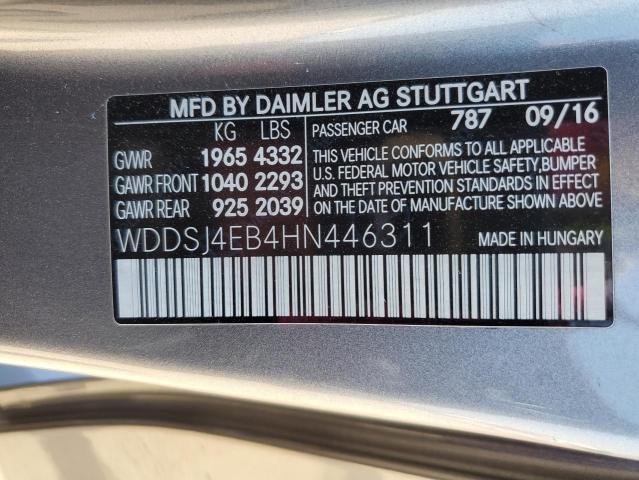 MFD BY DAIMLER AG STUTTGART
KG LBS
GVWR 1965 4332
GAWR FRONT 1040 2293
GAWR REAR 925 2039
PASSENGER CAR 787 09/16
THIS VEHICLE CONFORMS TO ALL APPLICABLE
U.S. FEDERAL MOTOR VEHICLE SAFETY,BUMPER
AND THEFT PREVENTION STANDARDS IN EFFECT
ON DATE OF MANUFACTURE SHOWN ABOVE
WDDSJ4EB4HN446311 MADE IN HUNGARY